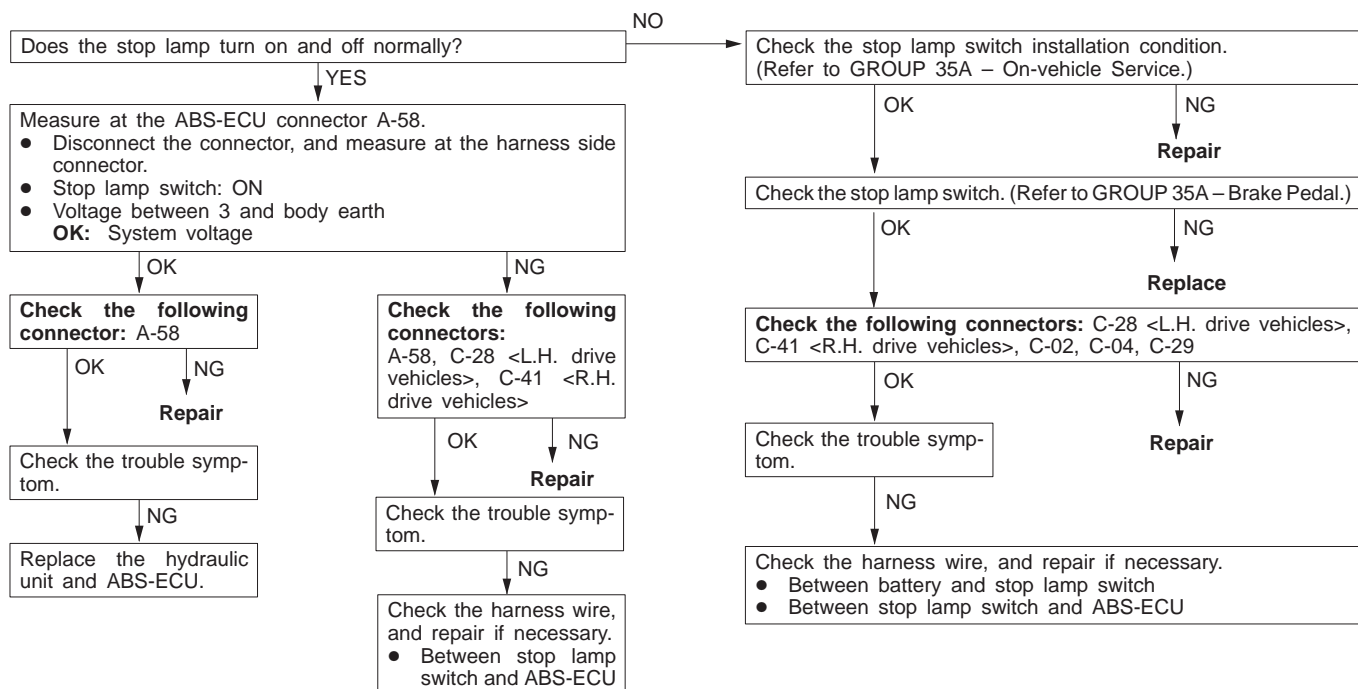 Does the stop lamp turn on and off normally?
NO
YES
Measure at the ABS-ECU connector A-58.
● Disconnect the connector, and measure at the harness side
connector.
● Stop lamp switch: ON
● Voltage between 3 and body earth
OK: System voltage
OK
NG
Check the following
connector: A-58
OK
NG
Repair
Check the trouble symp-
tom.
NG
Replace the hydraulic
unit and ABS-ECU.
Check the following
connectors:
A-58, C-28 <L.H. drive
vehicles>, C-41 <R.H.
drive vehicles>
OK
NG
Repair
Check the trouble symp-
tom.
NG
Check the harness wire,
and repair if necessary.
● Between stop lamp
switch and ABS-ECU
Check the stop lamp switch installation condition.
(Refer to GROUP 35A – On-vehicle Service.)
OK
NG
Repair
Check the stop lamp switch. (Refer to GROUP 35A – Brake Pedal.)
OK
NG
Replace
Check the following connectors: C-28 <L.H. drive vehicles>,
C-41 <R.H. drive vehicles>, C-02, C-04, C-29
OK
NG
Repair
Check the trouble symp-
tom.
NG
Check the harness wire, and repair if necessary.
● Between battery and stop lamp switch
● Between stop lamp switch and ABS-ECU